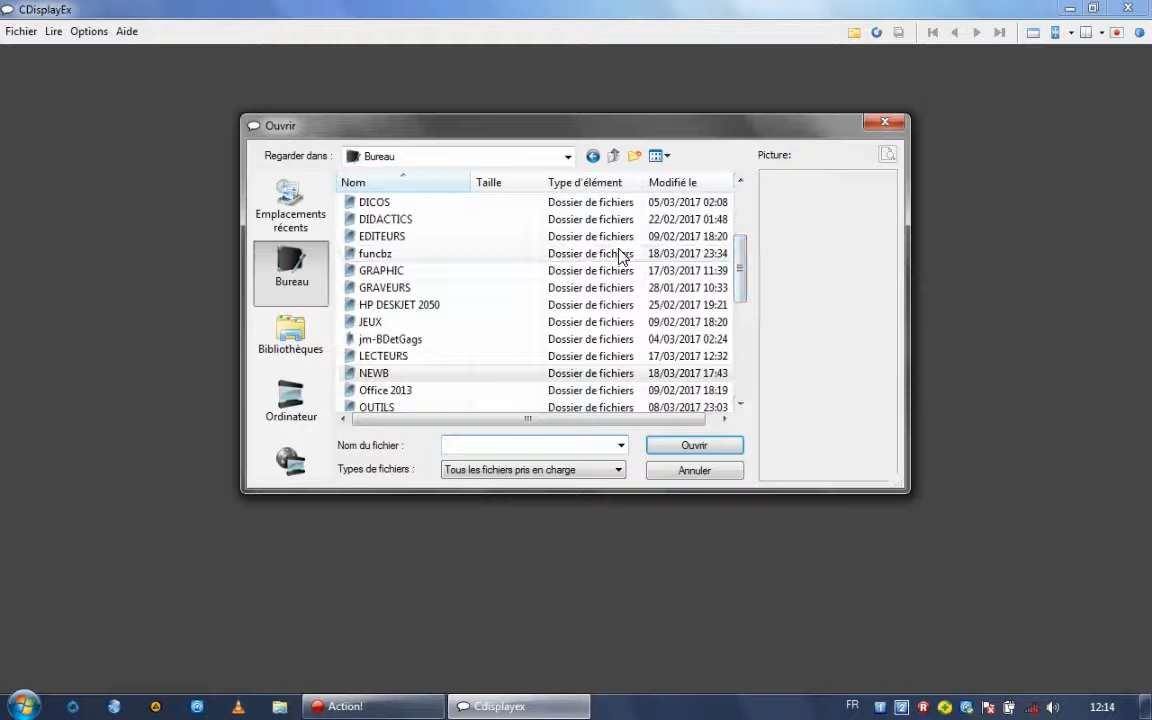 CDisplayEx
Fichier Lire Options Aide
Ouvrir
Regarder dans : Bureau Picture:
Nom Taille Type d'élément Modifié le
DICOS Dossier de fichiers 05/03/2017 02:08
DIDACTICS Dossier de fichiers 22/02/2017 01:48
EDITEURS Dossier de fichiers 09/02/2017 18:20
funcbz Dossier de fichiers 18/03/2017 23:34
GRAPHIC Dossier de fichiers 17/03/2017 11:39
GRAVEURS Dossier de fichiers 28/01/2017 10:33
HP DESKJET 2050 Dossier de fichiers 25/02/2017 19:21
JEUX Dossier de fichiers 09/02/2017 18:20
jm-BDetGags Dossier de fichiers 04/03/2017 02:24
LECTEURS Dossier de fichiers 17/03/2017 12:32
NEWB Dossier de fichiers 18/03/2017 17:43
Office 2013 Dossier de fichiers 09/02/2017 18:19
OUTILS Dossier de fichiers 08/03/2017 23:03
Emplacements
récents
Bureau
Bibliothèques
Ordinateur
Nom du fichier : Ouvrir
Types de fichiers : Tous les fichiers pris en charge Annuler
Action! Cdisplayex FR 12:14